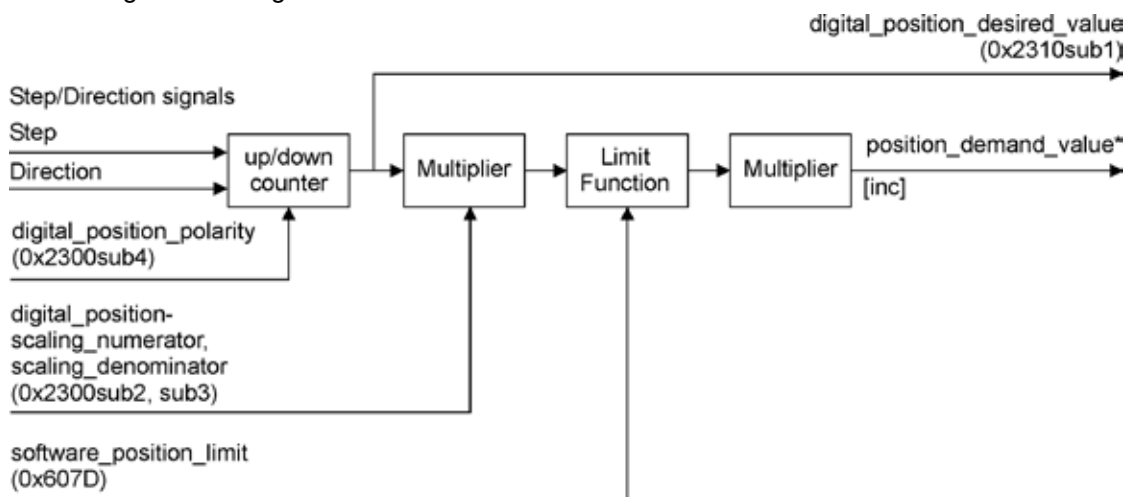 digital_position_desired_value
(0x2310sub1)
Step/Direction signals
Step
Direction
up/down
counter
Multiplier
Limit
Function
Multiplier
position_demand_value*
[inc]
digital_position_polarity
(0x2300sub4)
digital_position-
scaling_numerator,
scaling_denominator
(0x2300sub2, sub3)
software_position_limit
(0x607D)